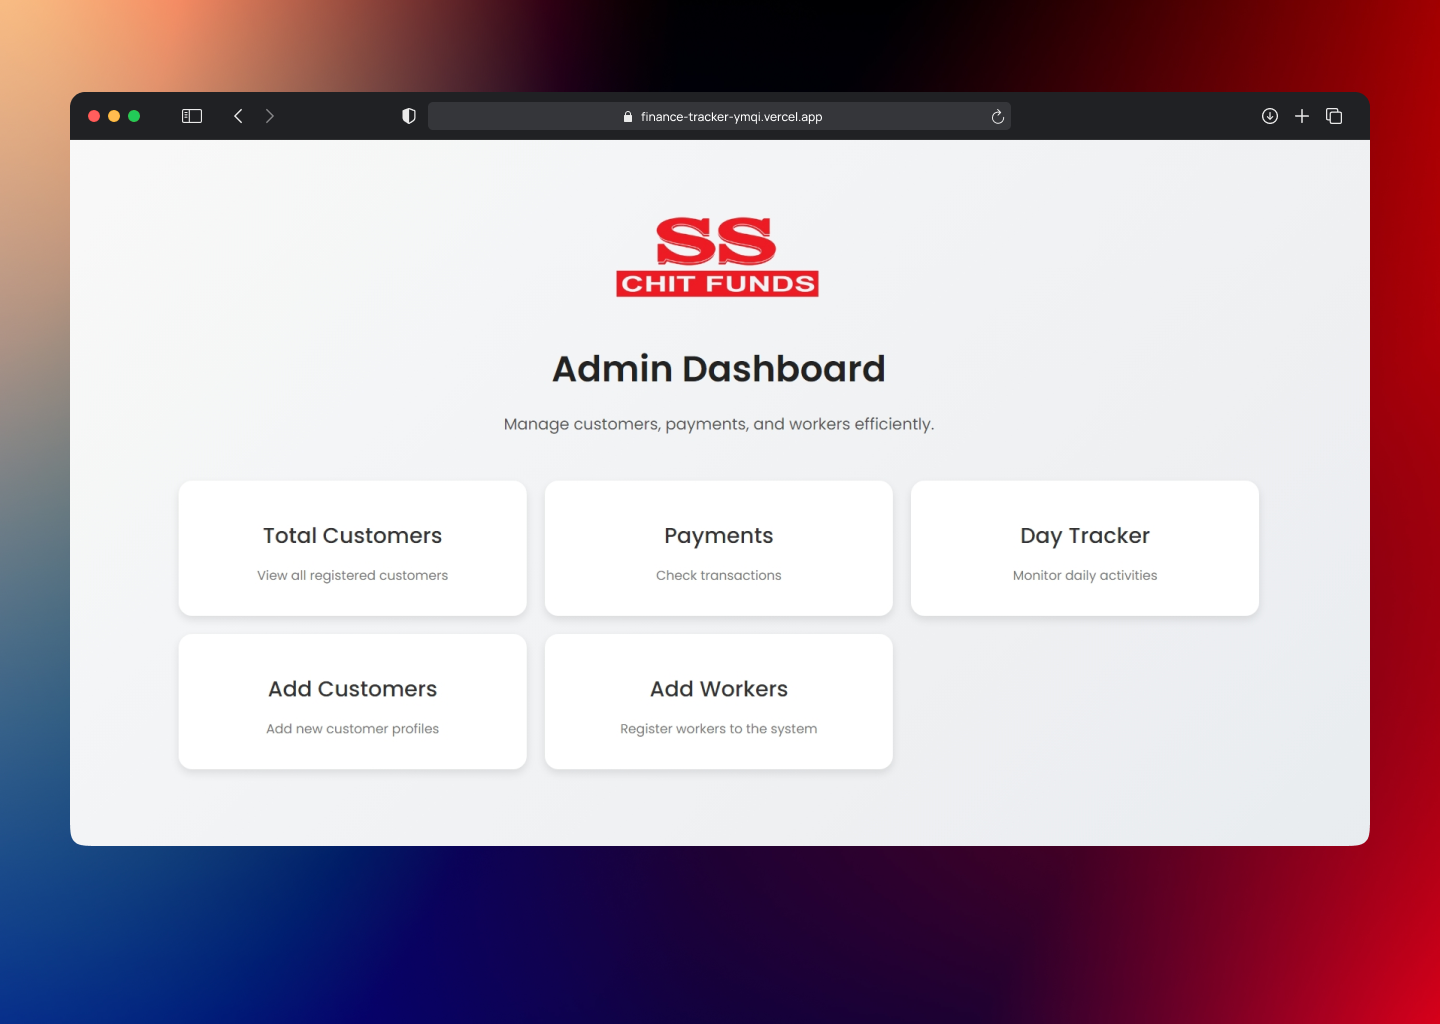 finance-tracker-ymqi.vercel.app
SS
CHIT FUNDS
Admin Dashboard
Manage customers, payments, and workers efficiently.
Total Customers
View all registered customers
Payments
Check transactions
Day Tracker
Monitor daily activities
Add Customers
Add new customer profiles
Add Workers
Register workers to the system